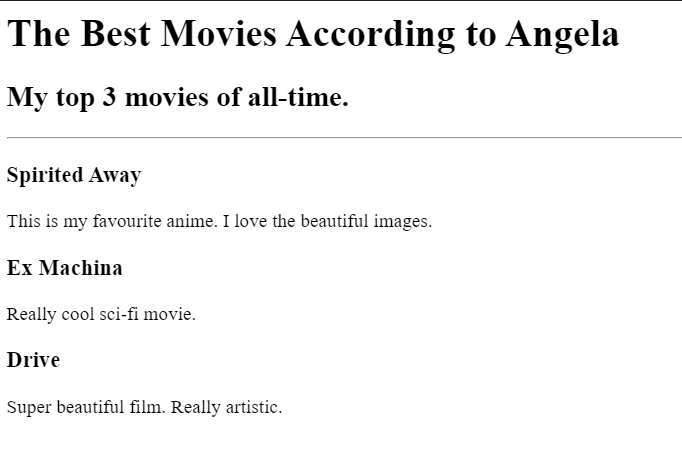 The Best Movies According to Angela
My top 3 movies of all-time.
Spirited Away
This is my favourite anime. I love the beautiful images.
Ex Machina
Really cool sci-fi movie.
Drive
Super beautiful film. Really artistic.